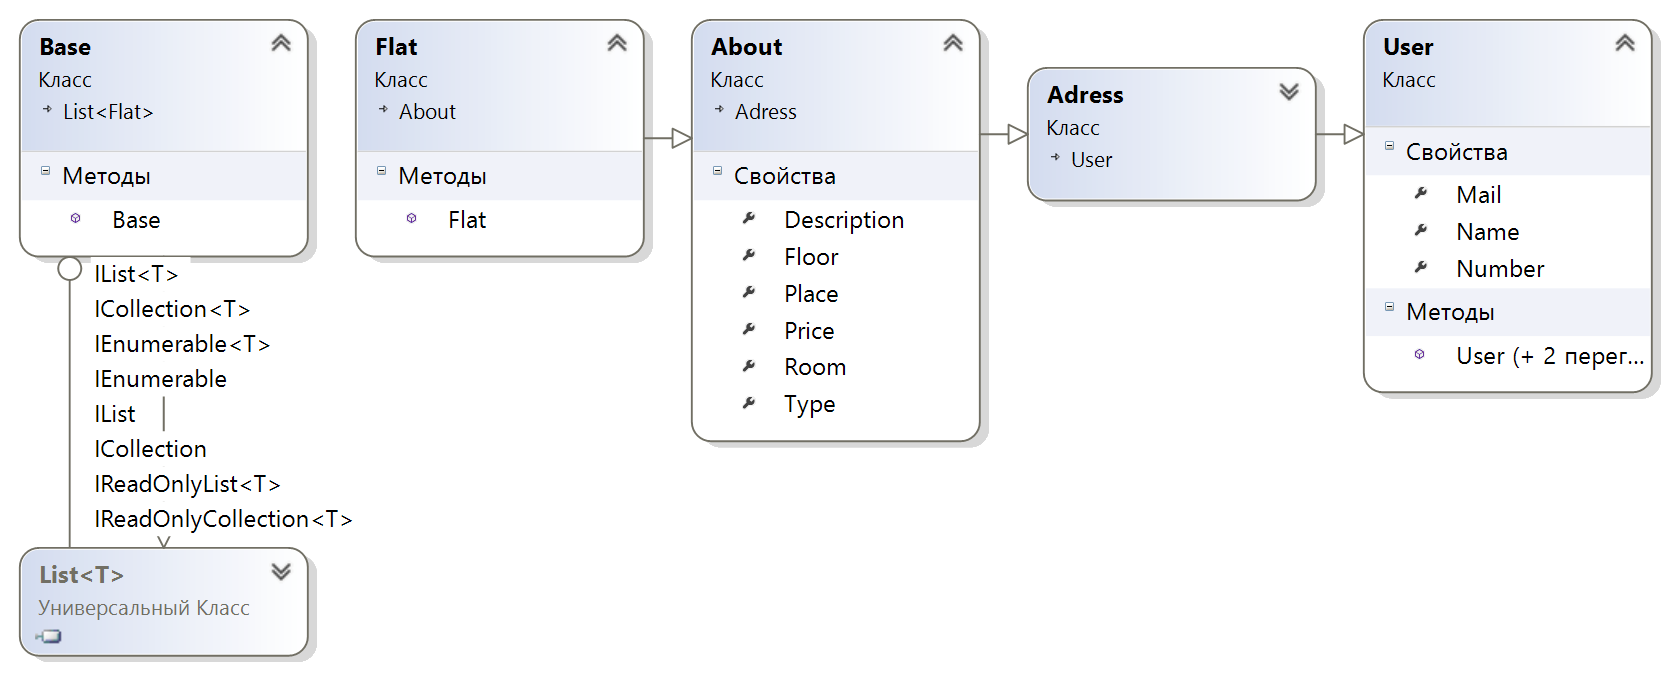 Base
Класс
List<Flat>
Методы
Base
IList<T>
ICollection<T>
IEnumerable<T>
IEnumerable
IList
ICollection
IReadOnlyList<T>
IReadOnlyCollection<T>
List<T>
Универсальный Класс
Flat
Класс
About
Методы
Flat
About
Класс
Adress
Свойства
Description
Floor
Place
Price
Room
Type
Adress
Класс
User
User
Класс
Свойства
Mail
Name
Number
Методы
User (+ 2 перег...